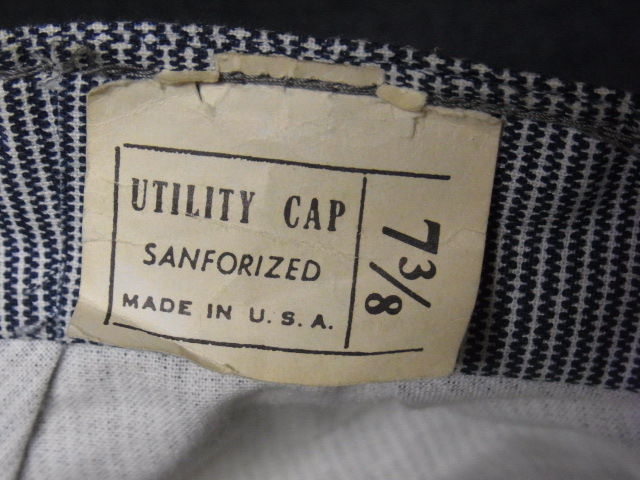 UTILITY CAP
SANFORIZED
MADE IN U.S.A.
7 3/8